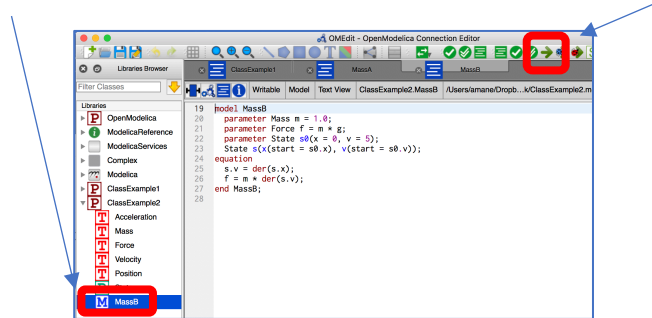 OMEdit - OpenModelica Connection Editor
Libraries Browser
ClassExample1
MassA
MassB
Filter Classes
Writable
Model
Text View
ClassExample2.MassB
/Users/amane/Dropb...k/ClassExample2.m
Libraries
P OpenModelica
i ModelicaReference
ModelicaServices
Complex
Modelica
P ClassExample1
P ClassExample2
T Acceleration
T Mass
T Force
T Velocity
T Position
M MassB
19 model MassB
20 parameter Mass m = 1.0;
21 parameter Force f = m * g;
22 parameter State s0(x = 0, v = 5);
23 State s(x(start = s0.x), v(start = s0.v));
24 equation
25 s.v = der(s.x);
26 f = m * der(s.v);
27 end MassB;
28